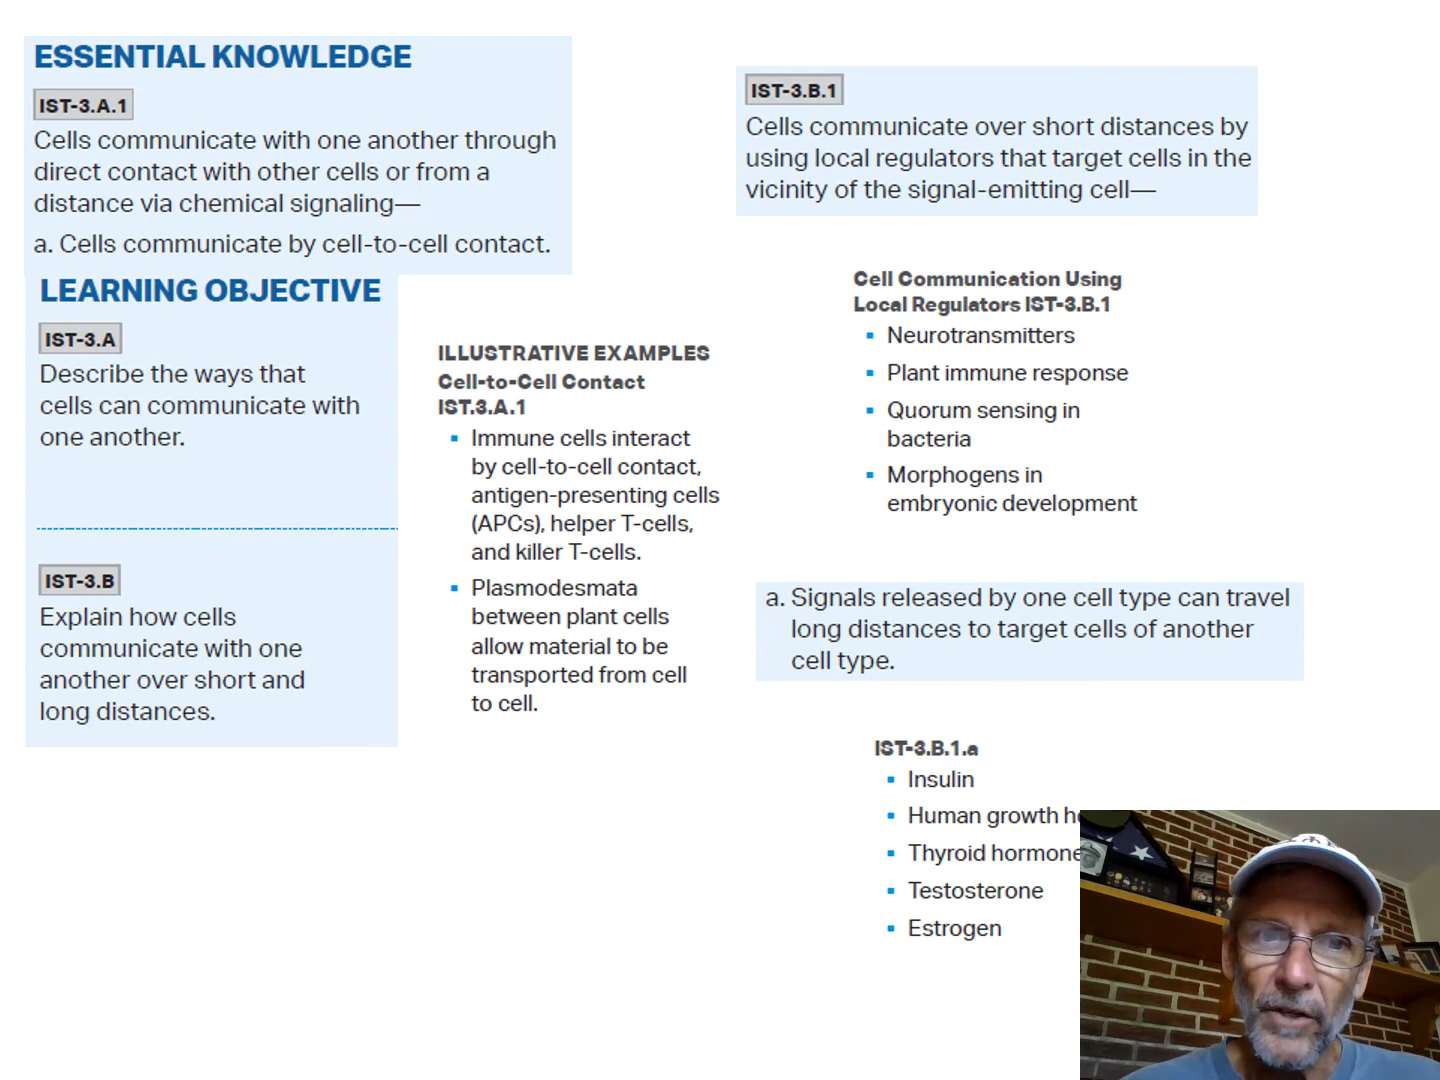 ESSENTIAL KNOWLEDGE
IST-3.A.1
Cells communicate with one another through
direct contact with other cells or from a
distance via chemical signaling—
a. Cells communicate by cell-to-cell contact.
LEARNING OBJECTIVE
IST-3.A
Describe the ways that
cells can communicate with
one another.
IST-3.B
Explain how cells
communicate with one
another over short and
long distances.
ILLUSTRATIVE EXAMPLES
Cell-to-Cell Contact
IST.3.A.1
▪ Immune cells interact
by cell-to-cell contact,
antigen-presenting cells
(APCs), helper T-cells,
and killer T-cells.
▪ Plasmodesmata
between plant cells
allow material to be
transported from cell
to cell.
IST-3.B.1
Cells communicate over short distances by
using local regulators that target cells in the
vicinity of the signal-emitting cell—
Cell Communication Using
Local Regulators IST-3.B.1
▪ Neurotransmitters
▪ Plant immune response
▪ Quorum sensing in
bacteria
▪ Morphogens in
embryonic development
a. Signals released by one cell type can travel
long distances to target cells of another
cell type.
IST-3.B.1.a
▪ Insulin
▪ Human growth
▪ Thyroid hormone
▪ Testosterone
▪ Estrogen